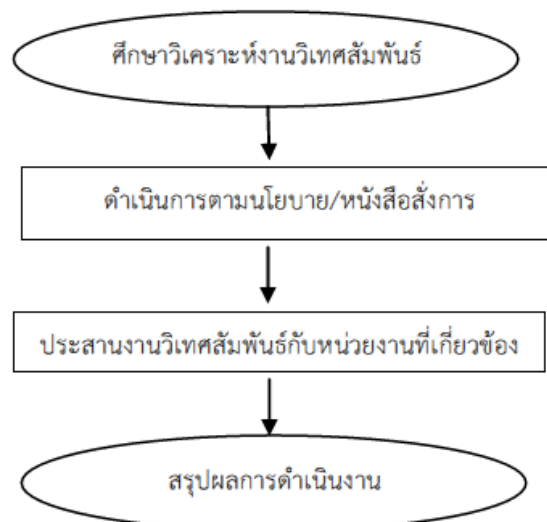 ศึกษาวิเคราะห์งานวิเทศสัมพันธ์
ดำเนินการตามนโยบาย/หนังสือสั่งการ
ประสานงานวิเทศสัมพันธ์กับหน่วยงานที่เกี่ยวข้อง
สรุปผลการดำเนินงาน